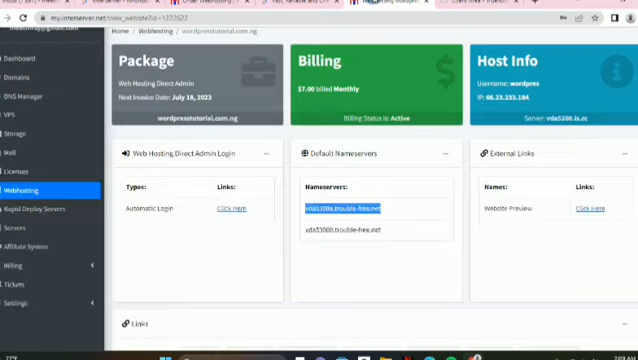 my.interserver.net/view_website?id=1222622
Home / Webhosting / wordpresstutorial.com.ng
Dashboard
Domains
DNS Manager
VPS
Storage
Mail
Licenses
Webhosting
Rapid Deploy Servers
Servers
Affiliate System
Billing
Tickets
Settings
Package
Web Hosting Direct Admin
Next Invoice Date: July 18, 2023
wordpresstutorial.com.ng
Billing
$7.00 billed Monthly
Billing Status is: Active
Host Info
Username: wordpres
IP: 66.23.233.194
Server: vda5300.is.cc
Web Hosting Direct Admin Login
Types:
Links:
Automatic Login
Click Here
Default Nameservers
Nameservers:
vda5300a.trouble-free.net
vda5300b.trouble-free.net
External Links
Names:
Links:
Website Preview
Click Here
Links
77°F